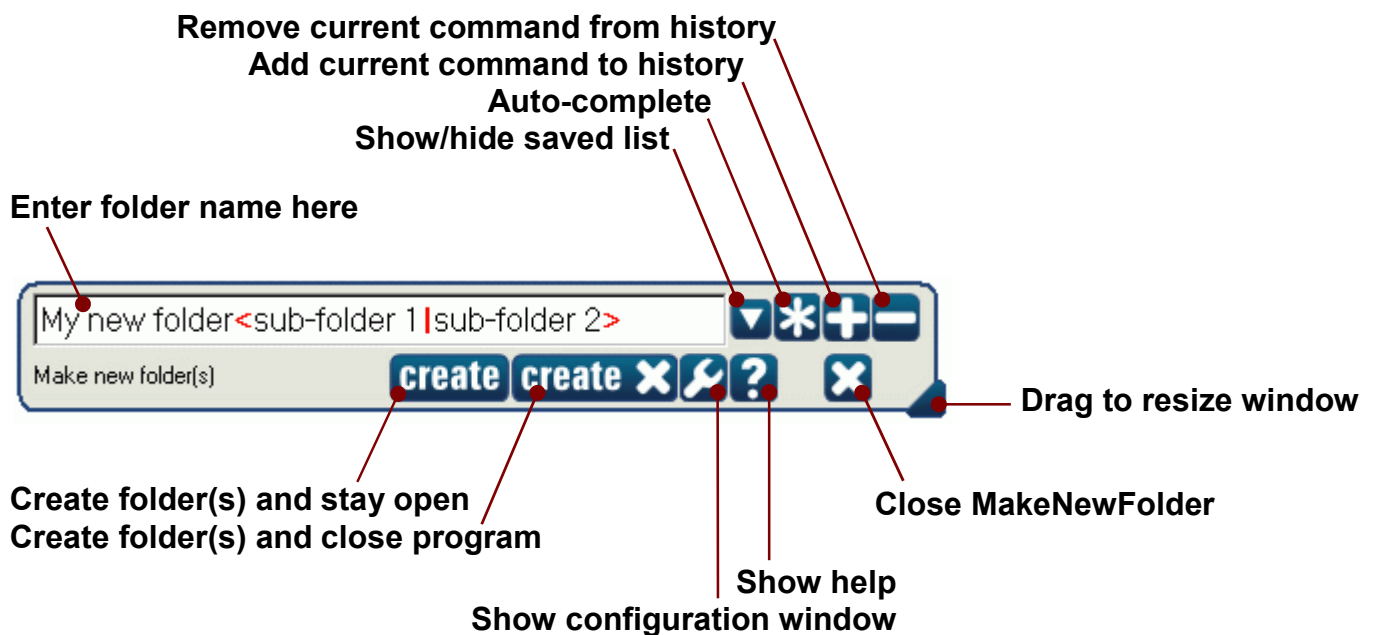 Remove current command from history
Add current command to history
Auto-complete
Show/hide saved list
Enter folder name here
My new folder<sub-folder 1|sub-folder 2>
Make new folder(s)
create
create
?
Drag to resize window
Create folder(s) and stay open
Close MakeNewFolder
Create folder(s) and close program
Show help
Show configuration window